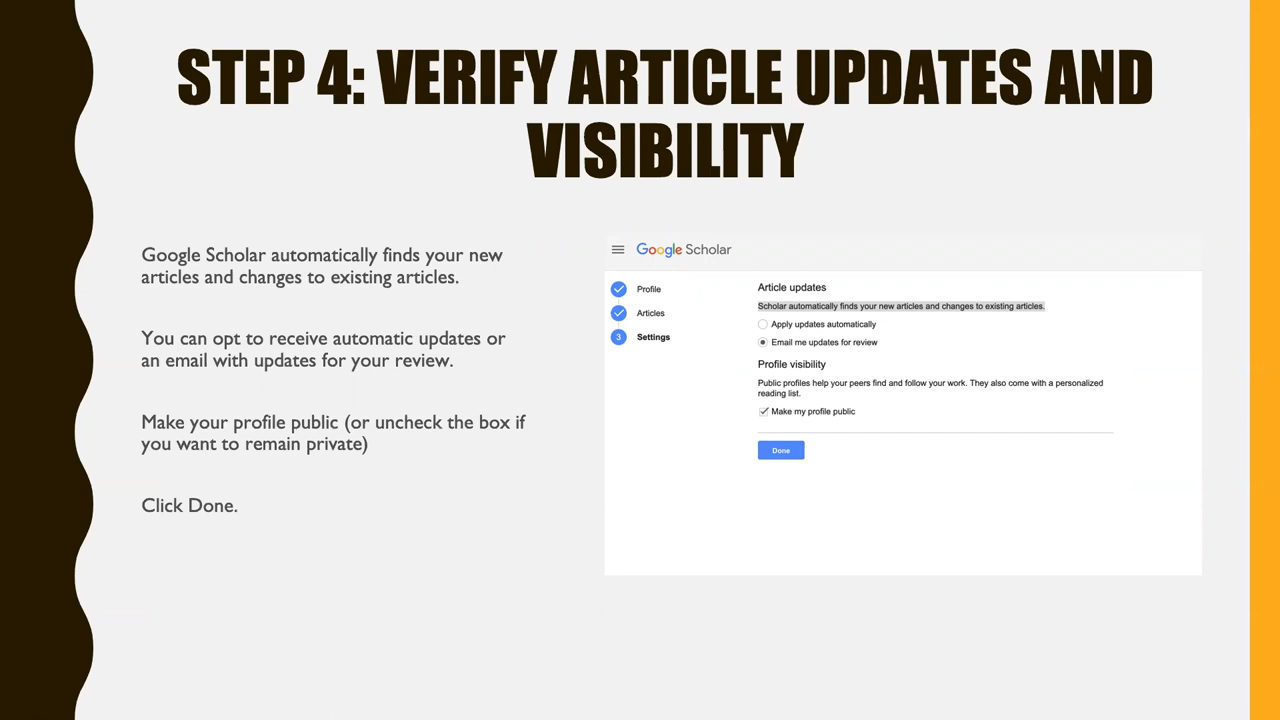 STEP 4: VERIFY ARTICLE UPDATES AND
VISIBILITY
Google Scholar automatically finds your new
articles and changes to existing articles.
You can opt to receive automatic updates or
an email with updates for your review.
Make your profile public (or uncheck the box if
you want to remain private)
Click Done.
Google Scholar
Profile
Articles
3 Settings
Article updates
Scholar automatically finds your new articles and changes to existing articles.
Apply updates automatically
Email me updates for review
Profile visibility
Public profiles help your peers find and follow your work. They also come with a personalized
reading list.
Make my profile public
Done